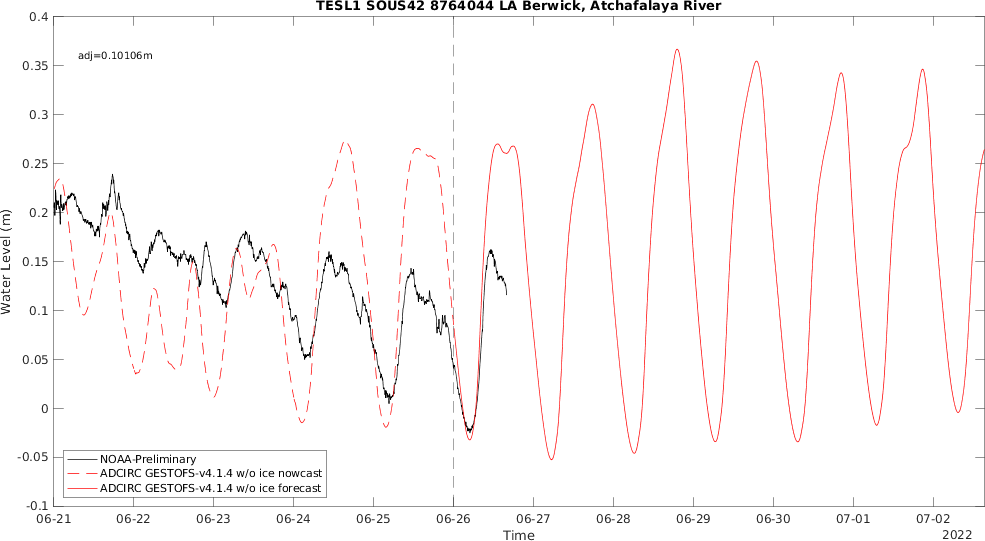 TESL1 SOUS42 8764044 LA Berwick, Atchafalaya River
adj=0.10106m
0.4
0.35
0.3
0.25
0.2
0.15
0.1
0.05
0
-0.05
-0.1
Water Level (m)
NOAA-Preliminary
ADCIRC GESTOFS-v4.1.4 w/o ice nowcast
ADCIRC GESTOFS-v4.1.4 w/o ice forecast
06-21 06-22 06-23 06-24 06-25 06-26 06-27 06-28 06-29 06-30 07-01 07-02
Time
2022